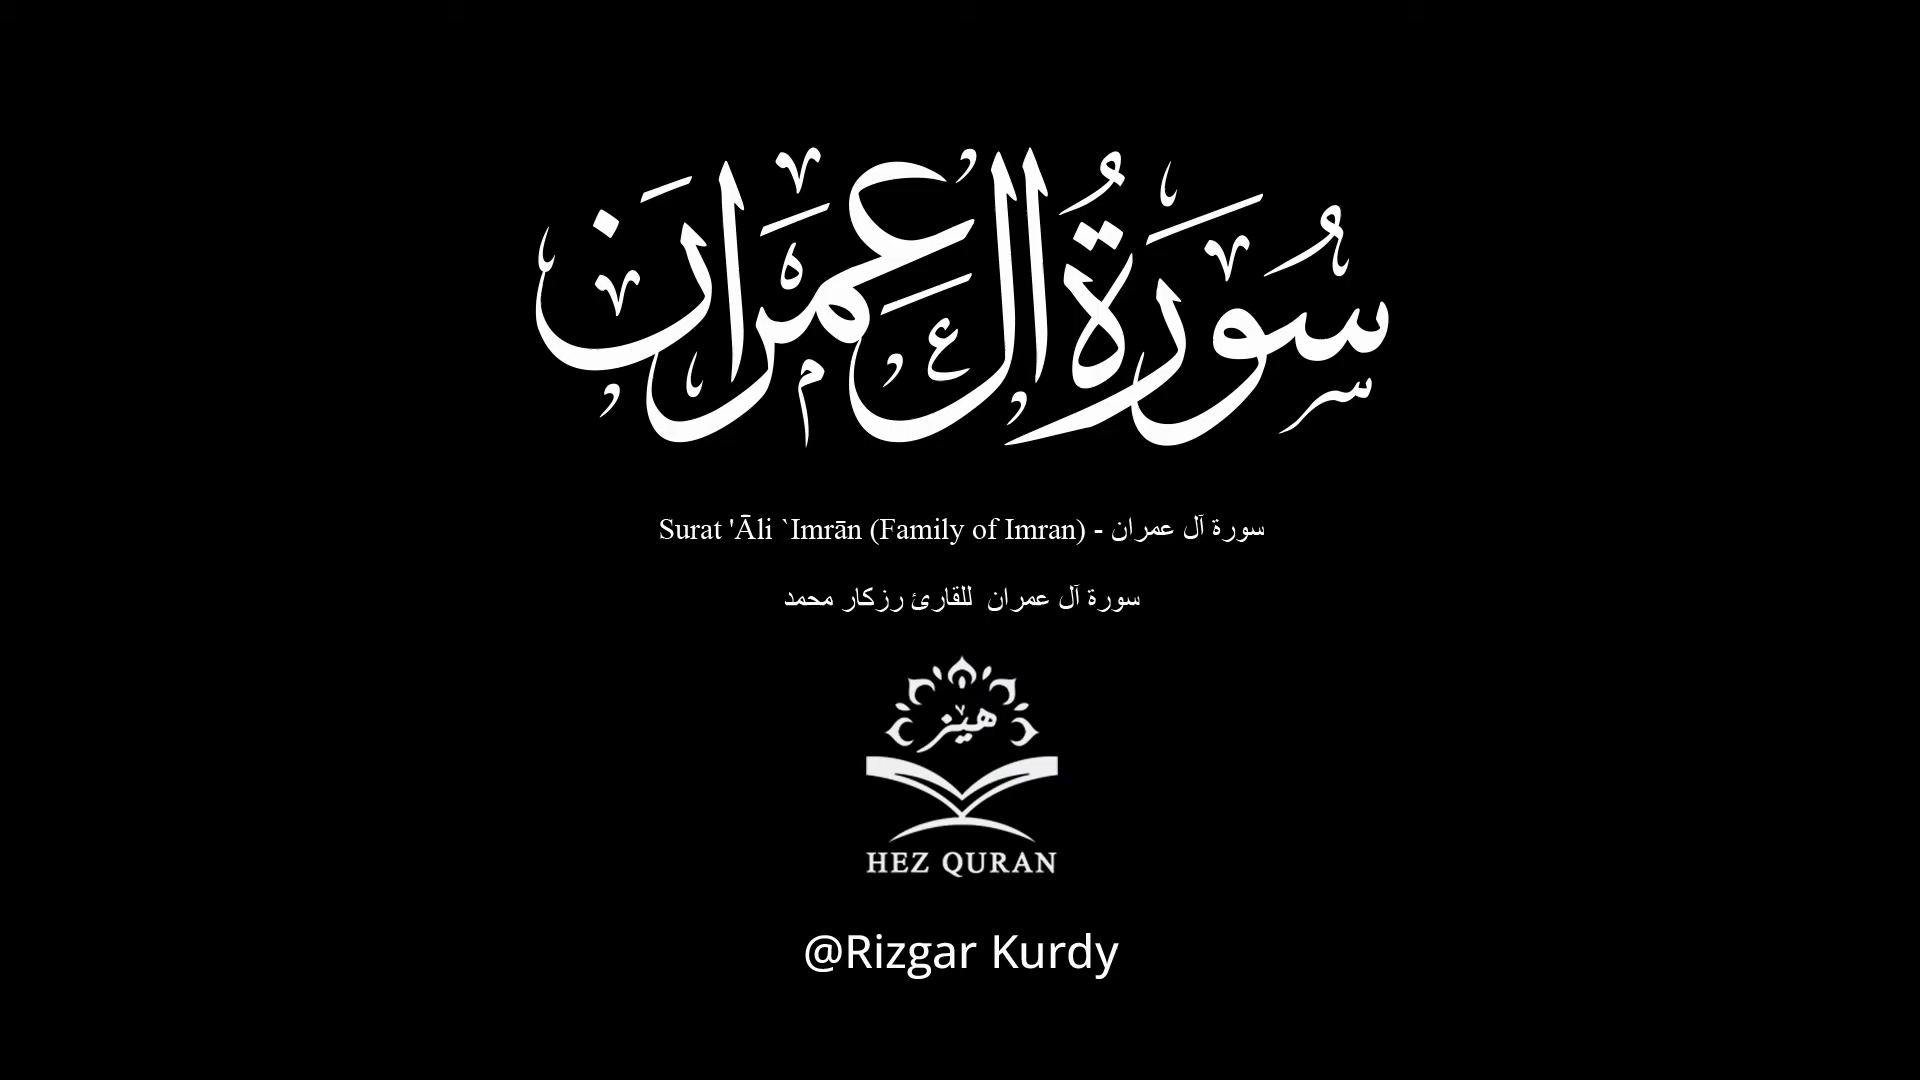 سُورَةُ الِ عِمْرَانَ
Surat 'Āli `Imrān (Family of Imran) - سورة آل عمران
سورة آل عمران  للقارئ رزكار محمد
هێز
HEZ QURAN
@Rizgar Kurdy